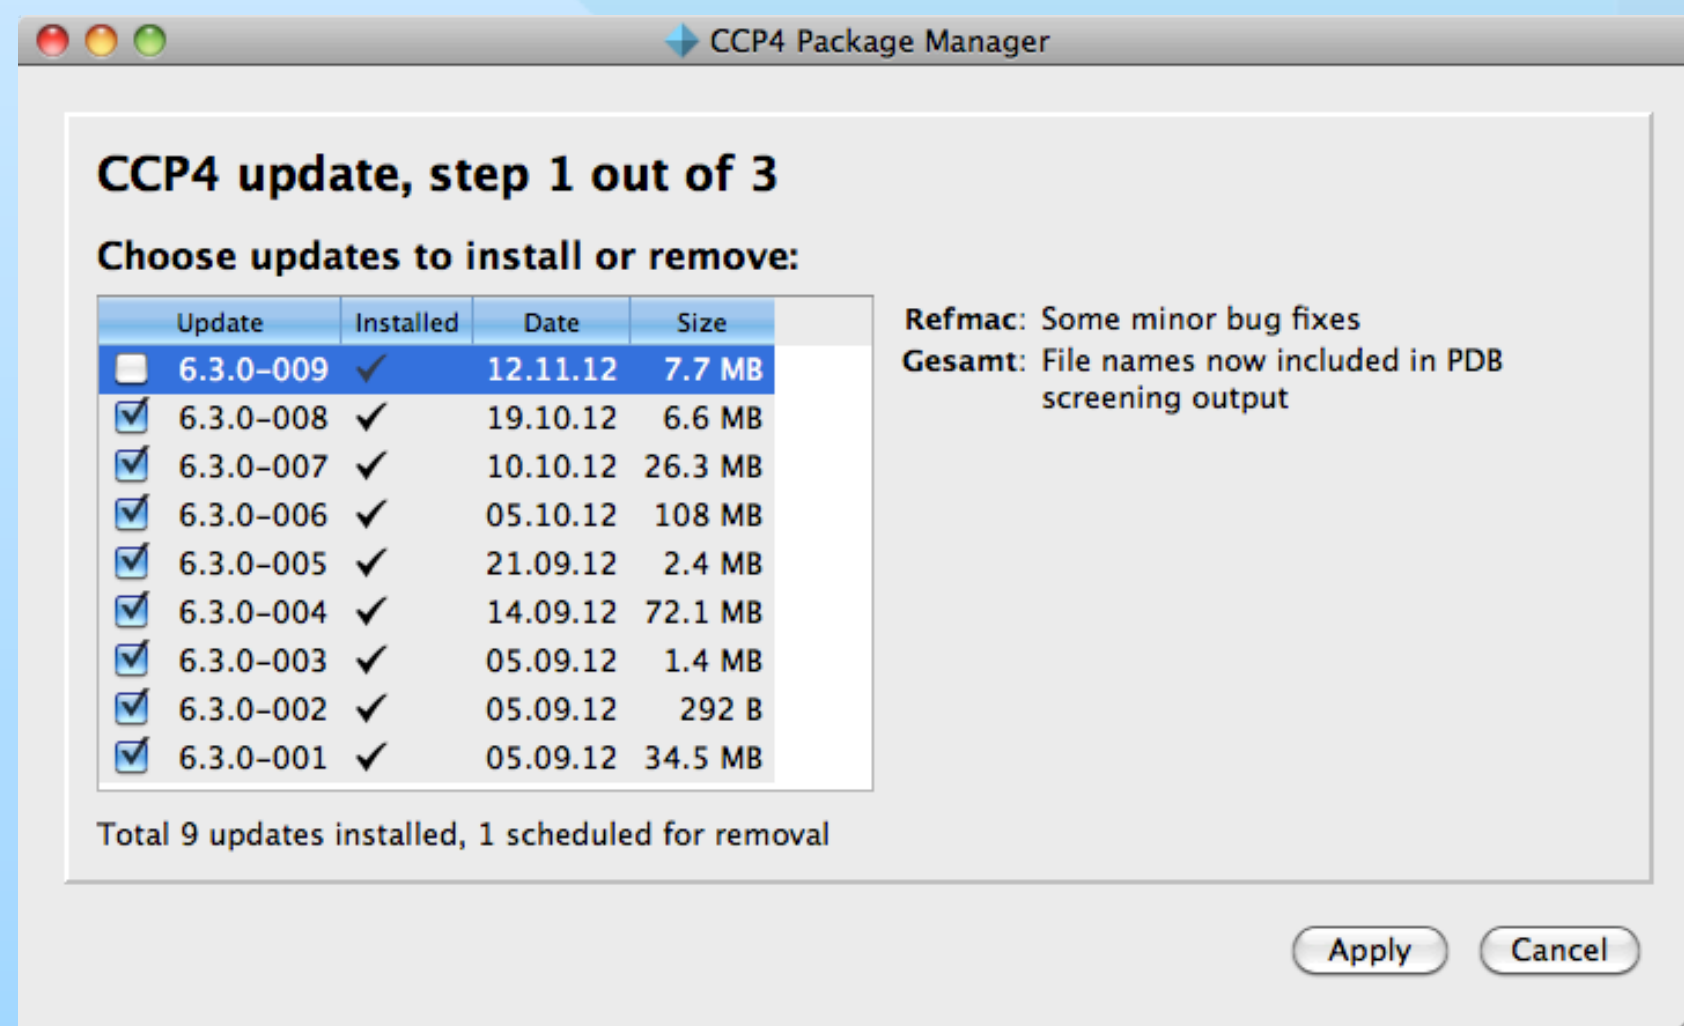 CCP4 Package Manager
CCP4 update, step 1 out of 3
Choose updates to install or remove:
Update Installed Date Size
6.3.0-009 ✓ 12.11.12 7.7 MB
6.3.0-008 ✓ 19.10.12 6.6 MB
6.3.0-007 ✓ 10.10.12 26.3 MB
6.3.0-006 ✓ 05.10.12 108 MB
6.3.0-005 ✓ 21.09.12 2.4 MB
6.3.0-004 ✓ 14.09.12 72.1 MB
6.3.0-003 ✓ 05.09.12 1.4 MB
6.3.0-002 ✓ 05.09.12 292 B
6.3.0-001 ✓ 05.09.12 34.5 MB
Refmac: Some minor bug fixes
Gesamt: File names now included in PDB
screening output
Total 9 updates installed, 1 scheduled for removal
Apply Cancel